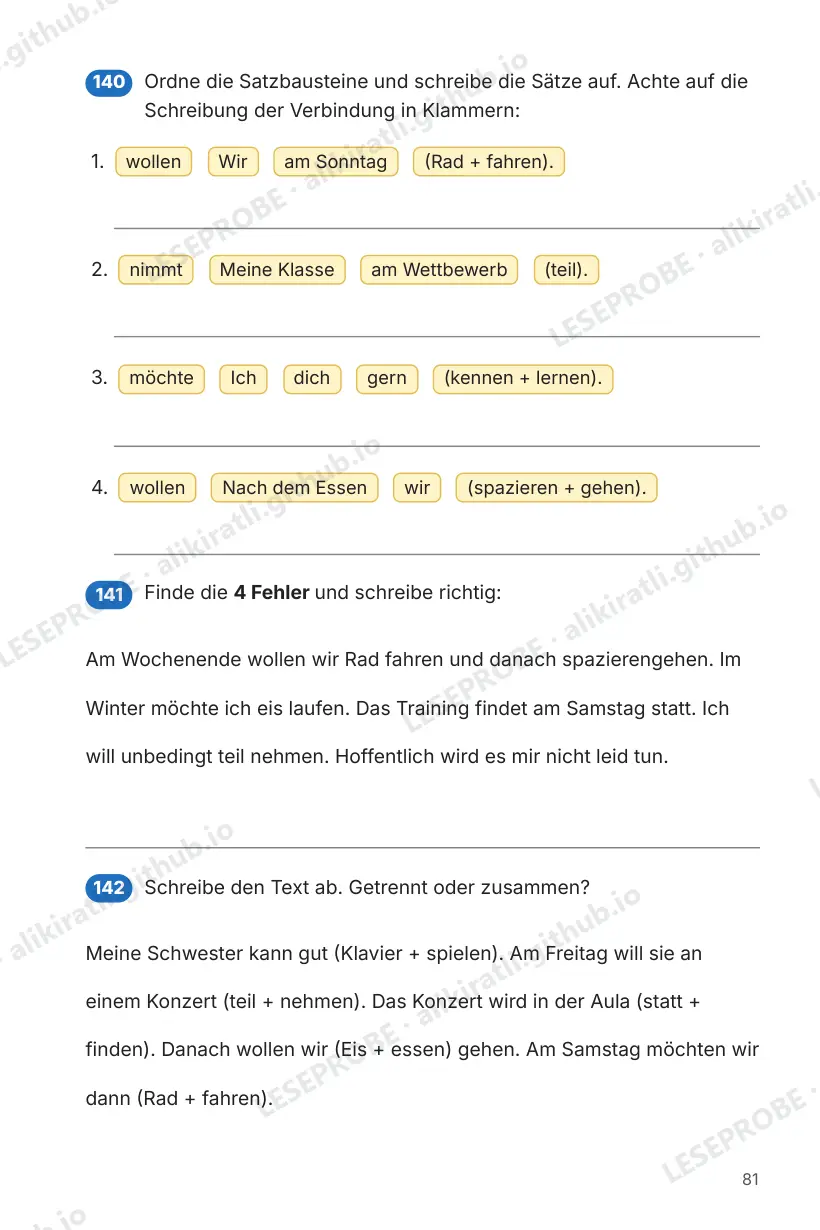 140 Ordne die Satzbausteine und schreibe die Sätze auf. Achte auf die
Schreibung der Verbindung in Klammern:
1. wollen Wir am Sonntag (Rad + fahren).
2. nimmt Meine Klasse am Wettbewerb (teil).
3. möchte Ich dich gern (kennen + lernen).
4. wollen Nach dem Essen wir (spazieren + gehen).
141 Finde die 4 Fehler und schreibe richtig:
Am Wochenende wollen wir Rad fahren und danach spazierengehen. Im
Winter möchte ich eis laufen. Das Training findet am Samstag statt. Ich
will unbedingt teil nehmen. Hoffentlich wird es mir nicht leid tun.
142 Schreibe den Text ab. Getrennt oder zusammen?
Meine Schwester kann gut (Klavier + spielen). Am Freitag will sie an
einem Konzert (teil + nehmen). Das Konzert wird in der Aula (statt +
finden). Danach wollen wir (Eis + essen) gehen. Am Samstag möchten wir
dann (Rad + fahren).
81
LESEPROBE · alikiratli.github.io